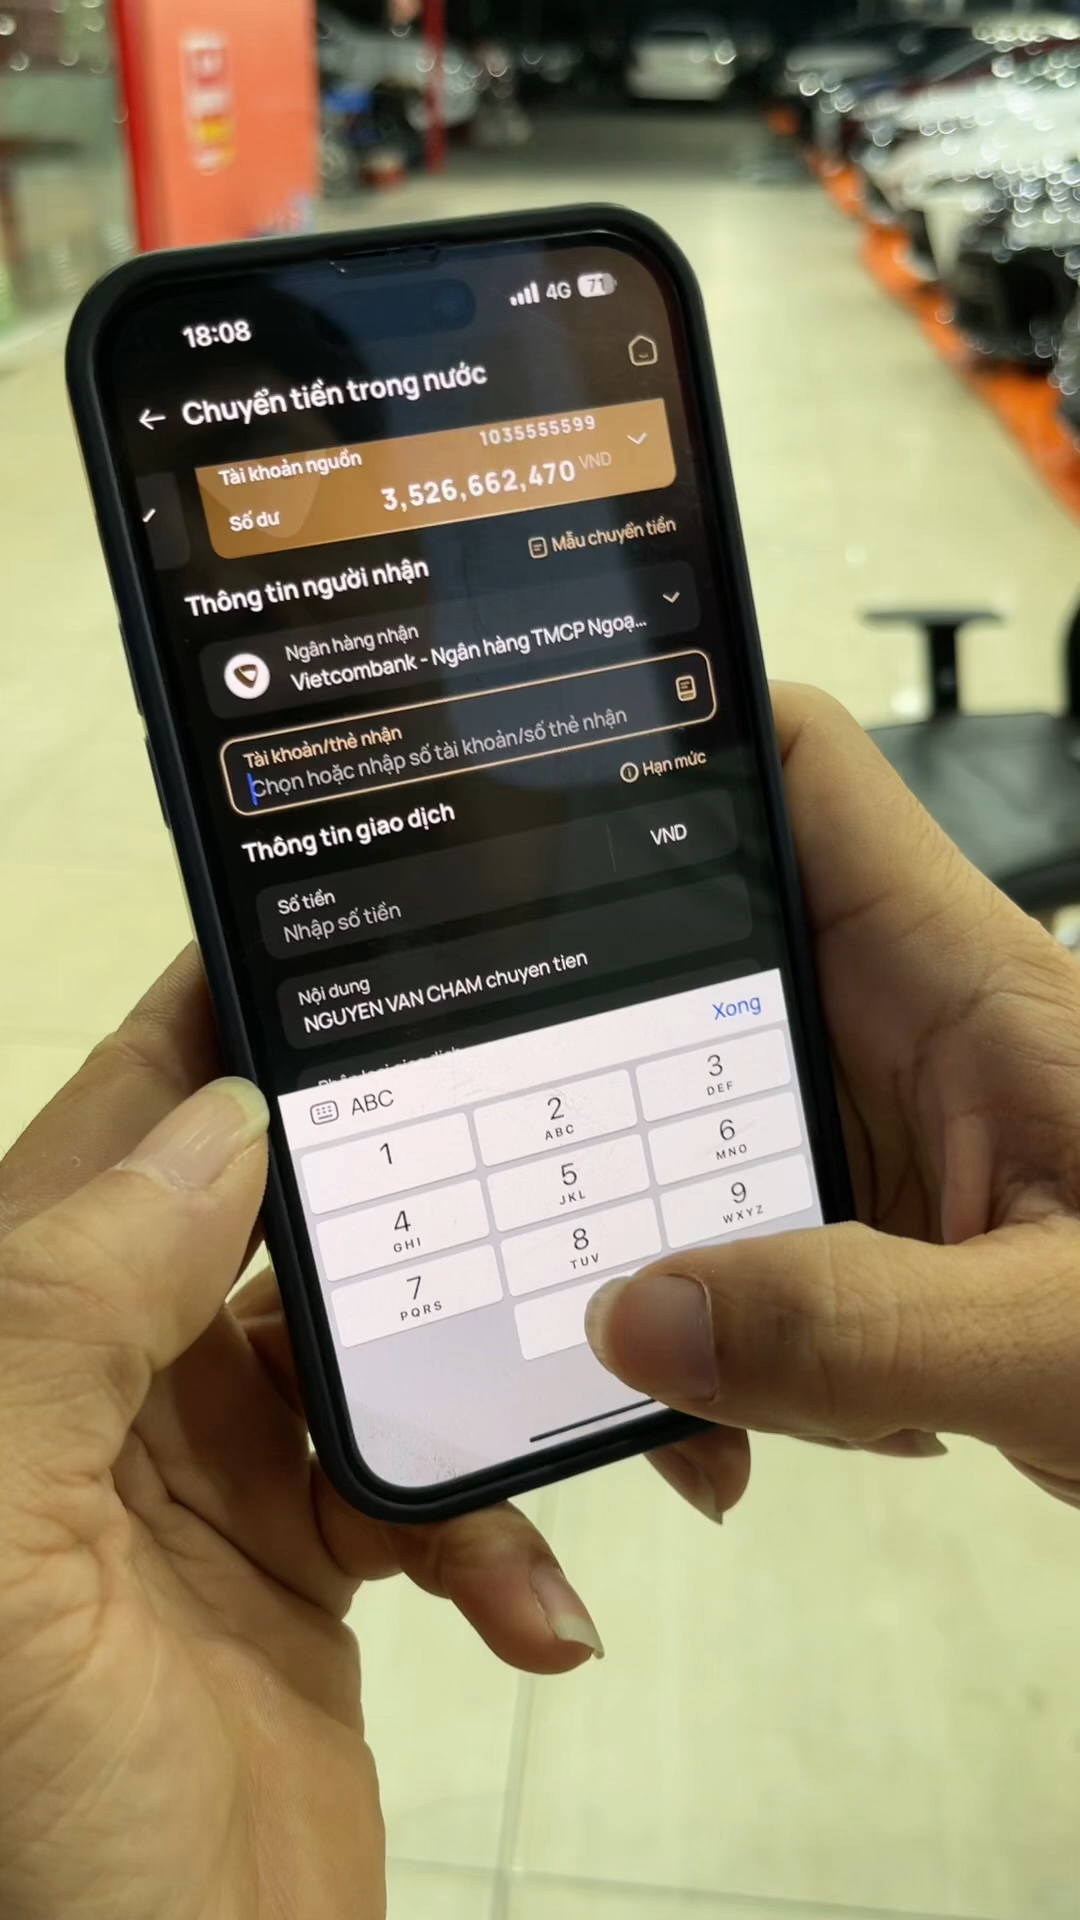 18:08
4G 71
Chuyển tiền trong nước
Tài khoản nguồn 1035555599
Số dư 3,526,662,470 VND
Mẫu chuyển tiền
Thông tin người nhận
Ngân hàng nhận
Vietcombank - Ngân hàng TMCP Ngoạ...
Tài khoản/thẻ nhận
Chọn hoặc nhập số tài khoản/số thẻ nhận
Hạn mức
Thông tin giao dịch
Số tiền
Nhập số tiền
VND
Nội dung
NGUYEN VAN CHAM chuyen tien
Xong
ABC
1
2
ABC
3
DEF
4
GHI
5
JKL
6
MNO
7
PQRS
8
TUV
9
WXYZ